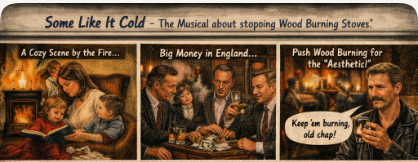 Some Like It Cold – The Musical about stopping Wood Burning Stoves.
A Cozy Scene by the Fire...
Big Money in England...
Push Wood Burning for
the "Aesthetic!"
Keep 'em burning,
old chap!